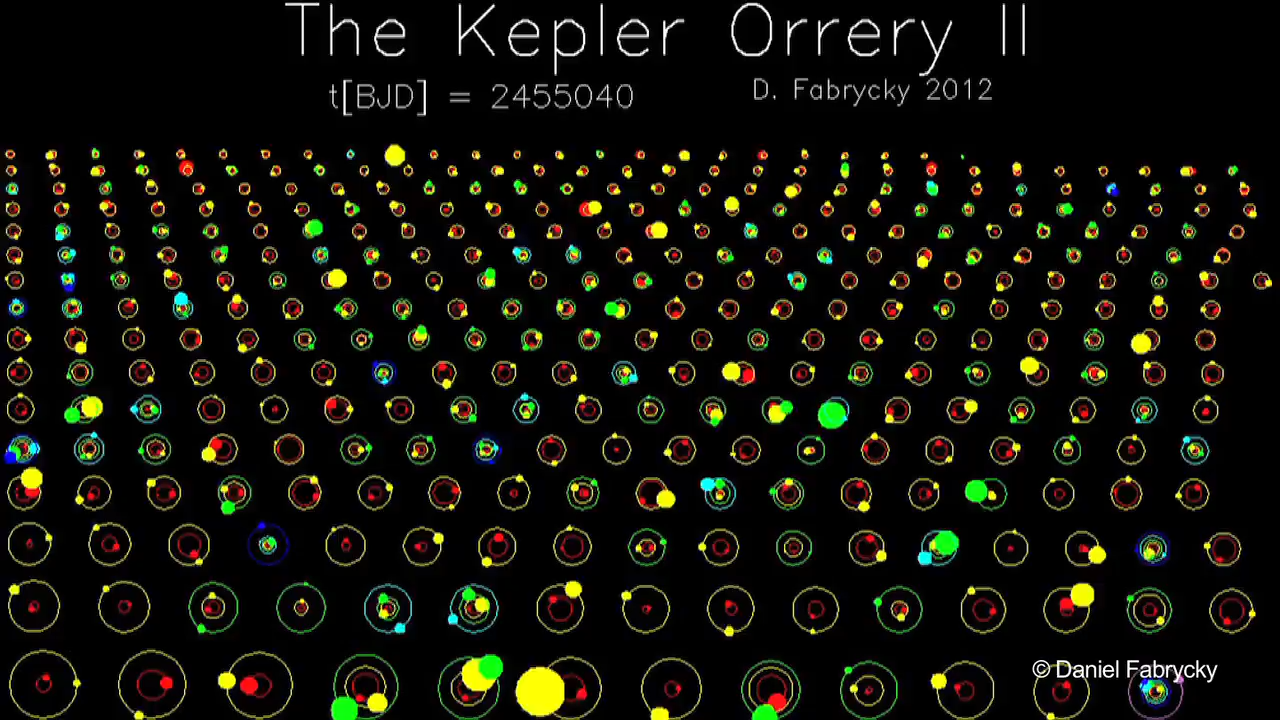 The Kepler Orrery II
t[BJD] = 2455040
D. Fabrycky 2012
© Daniel Fabrycky